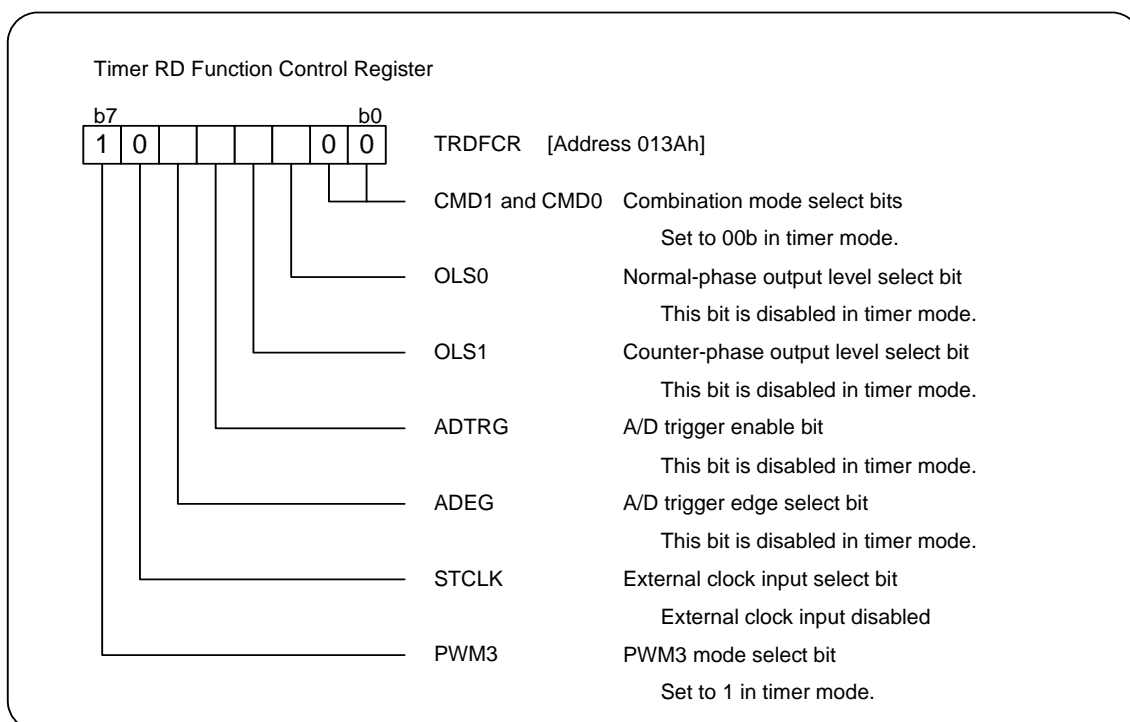 Timer RD Function Control Register
b7 b0
1 0 0 0 TRDFCR [Address 013Ah]
CMD1 and CMD0 Combination mode select bits
Set to 00b in timer mode.
OLS0 Normal-phase output level select bit
This bit is disabled in timer mode.
OLS1 Counter-phase output level select bit
This bit is disabled in timer mode.
ADTRG A/D trigger enable bit
This bit is disabled in timer mode.
ADEG A/D trigger edge select bit
This bit is disabled in timer mode.
STCLK External clock input select bit
External clock input disabled
PWM3 PWM3 mode select bit
Set to 1 in timer mode.